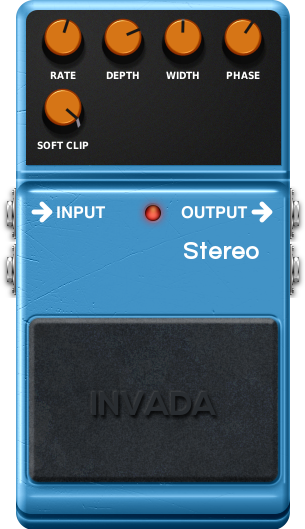 RATE DEPTH WIDTH PHASE
SOFT CLIP
INPUT OUTPUT
Stereo
INVADA